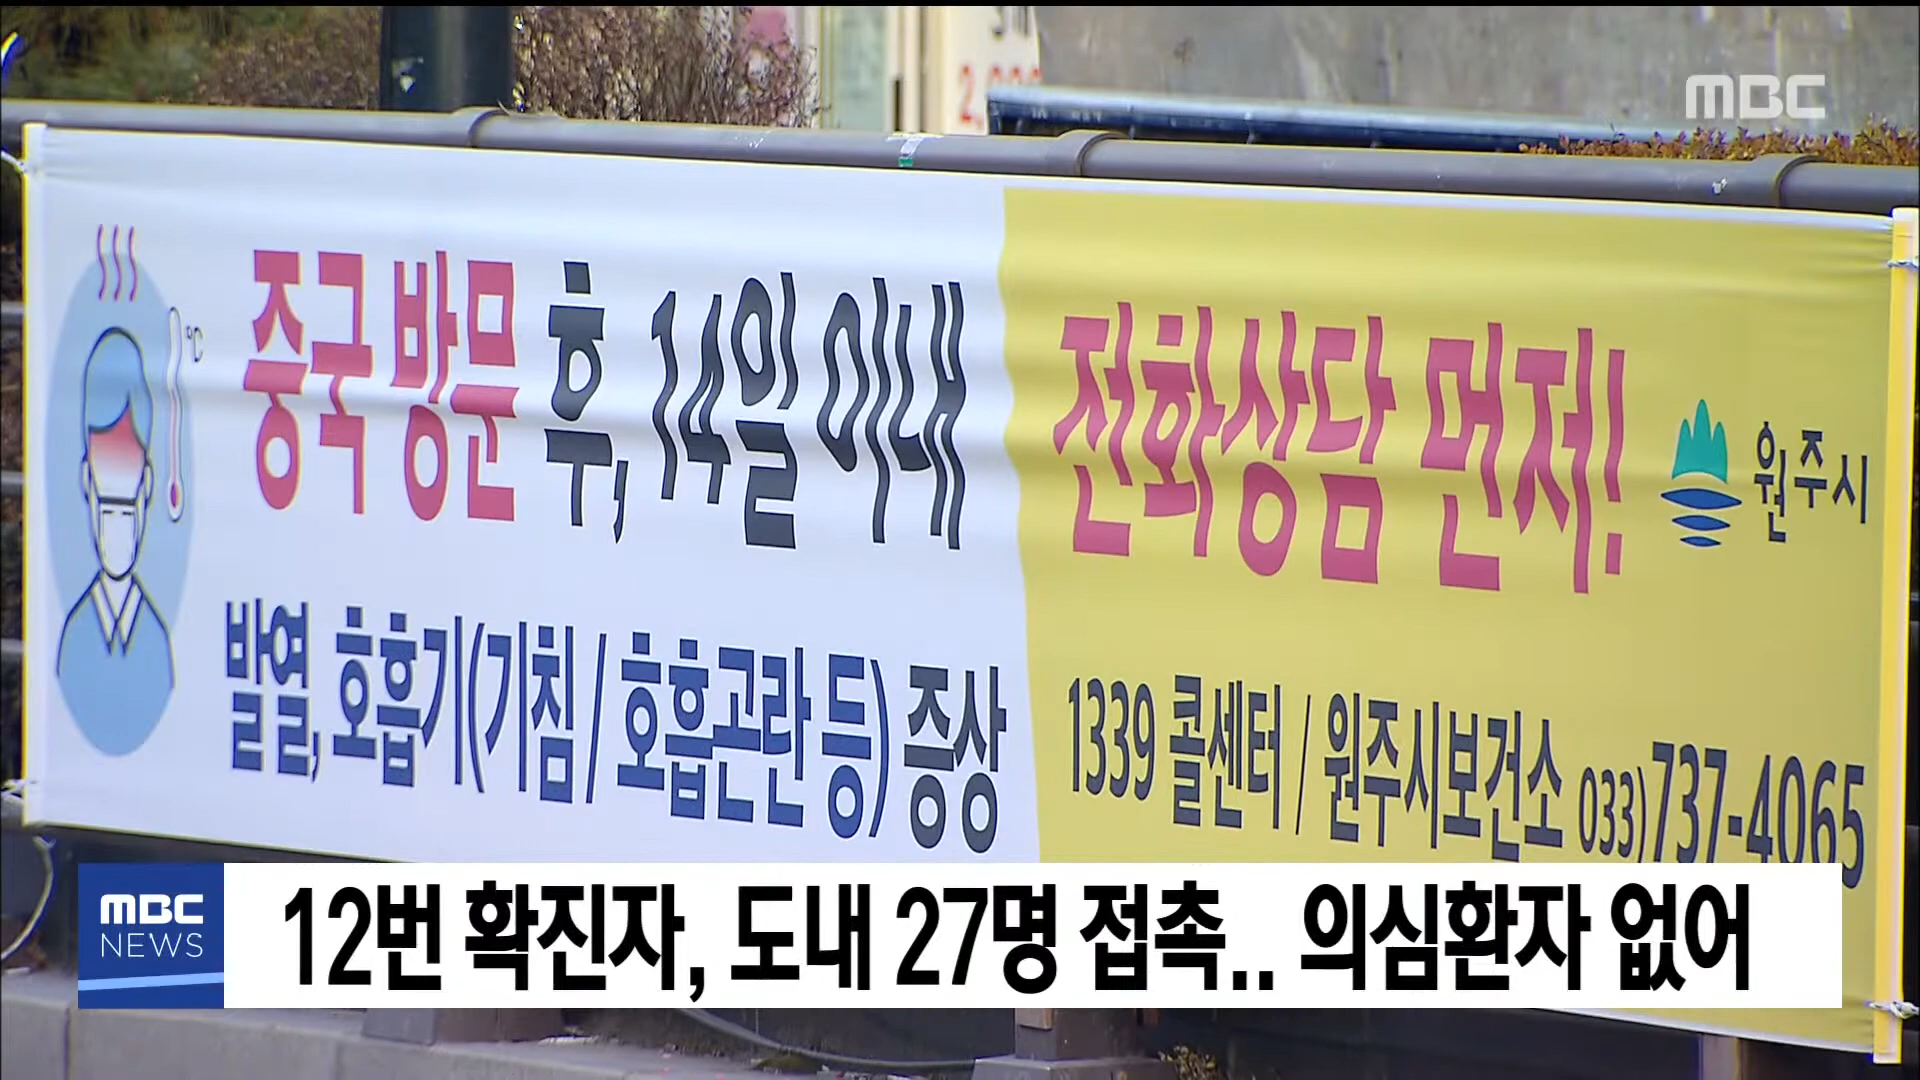 MBC
중국 방문 후, 14일 이내
전화상담 먼저!
원주시
℃
발열, 호흡기(기침 / 호흡곤란 등) 증상
1339 콜센터 / 원주시보건소 033)737-4065
MBC
NEWS
12번 확진자, 도내 27명 접촉.. 의심환자 없어